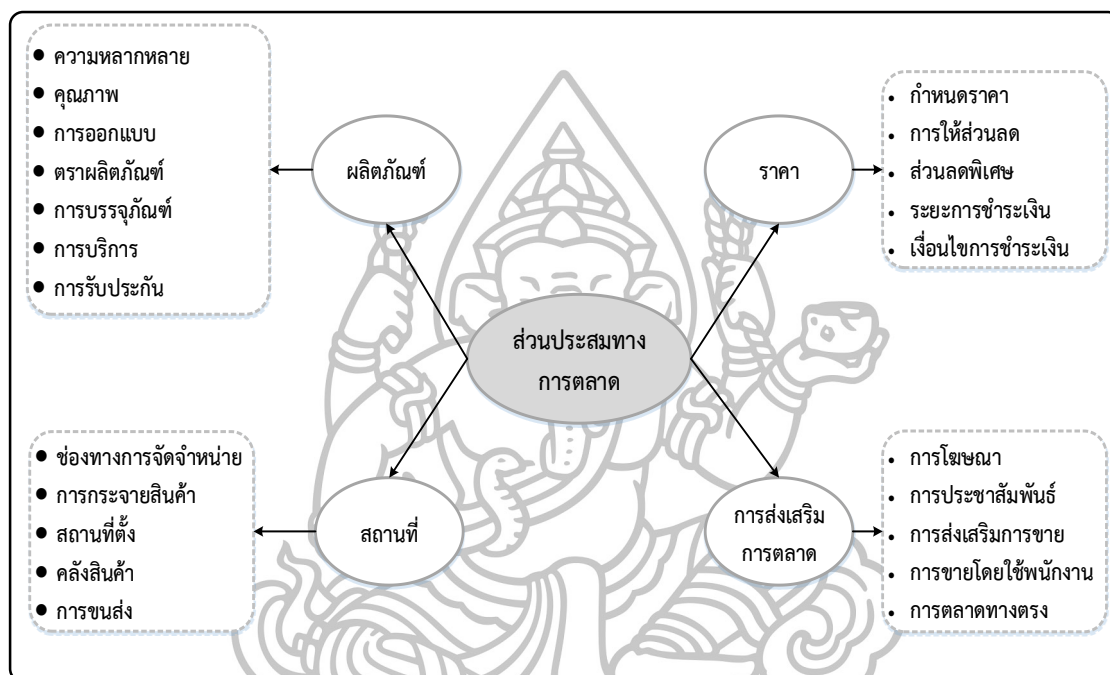 ● ความหลากหลาย
● คุณภาพ
● การออกแบบ
● ตราผลิตภัณฑ์
● การบรรจุภัณฑ์
● การบริการ
● การรับประกัน
ผลิตภัณฑ์
ราคา
• กำหนดราคา
• การให้ส่วนลด
• ส่วนลดพิเศษ
• ระยะการชำระเงิน
• เงื่อนไขการชำระเงิน
ส่วนประสมทาง
การตลาด
● ช่องทางการจัดจำหน่าย
● การกระจายสินค้า
● สถานที่ตั้ง
● คลังสินค้า
● การขนส่ง
สถานที่
การส่งเสริม
การตลาด
• การโฆษณา
• การประชาสัมพันธ์
• การส่งเสริมการขาย
• การขายโดยใช้พนักงาน
• การตลาดทางตรง